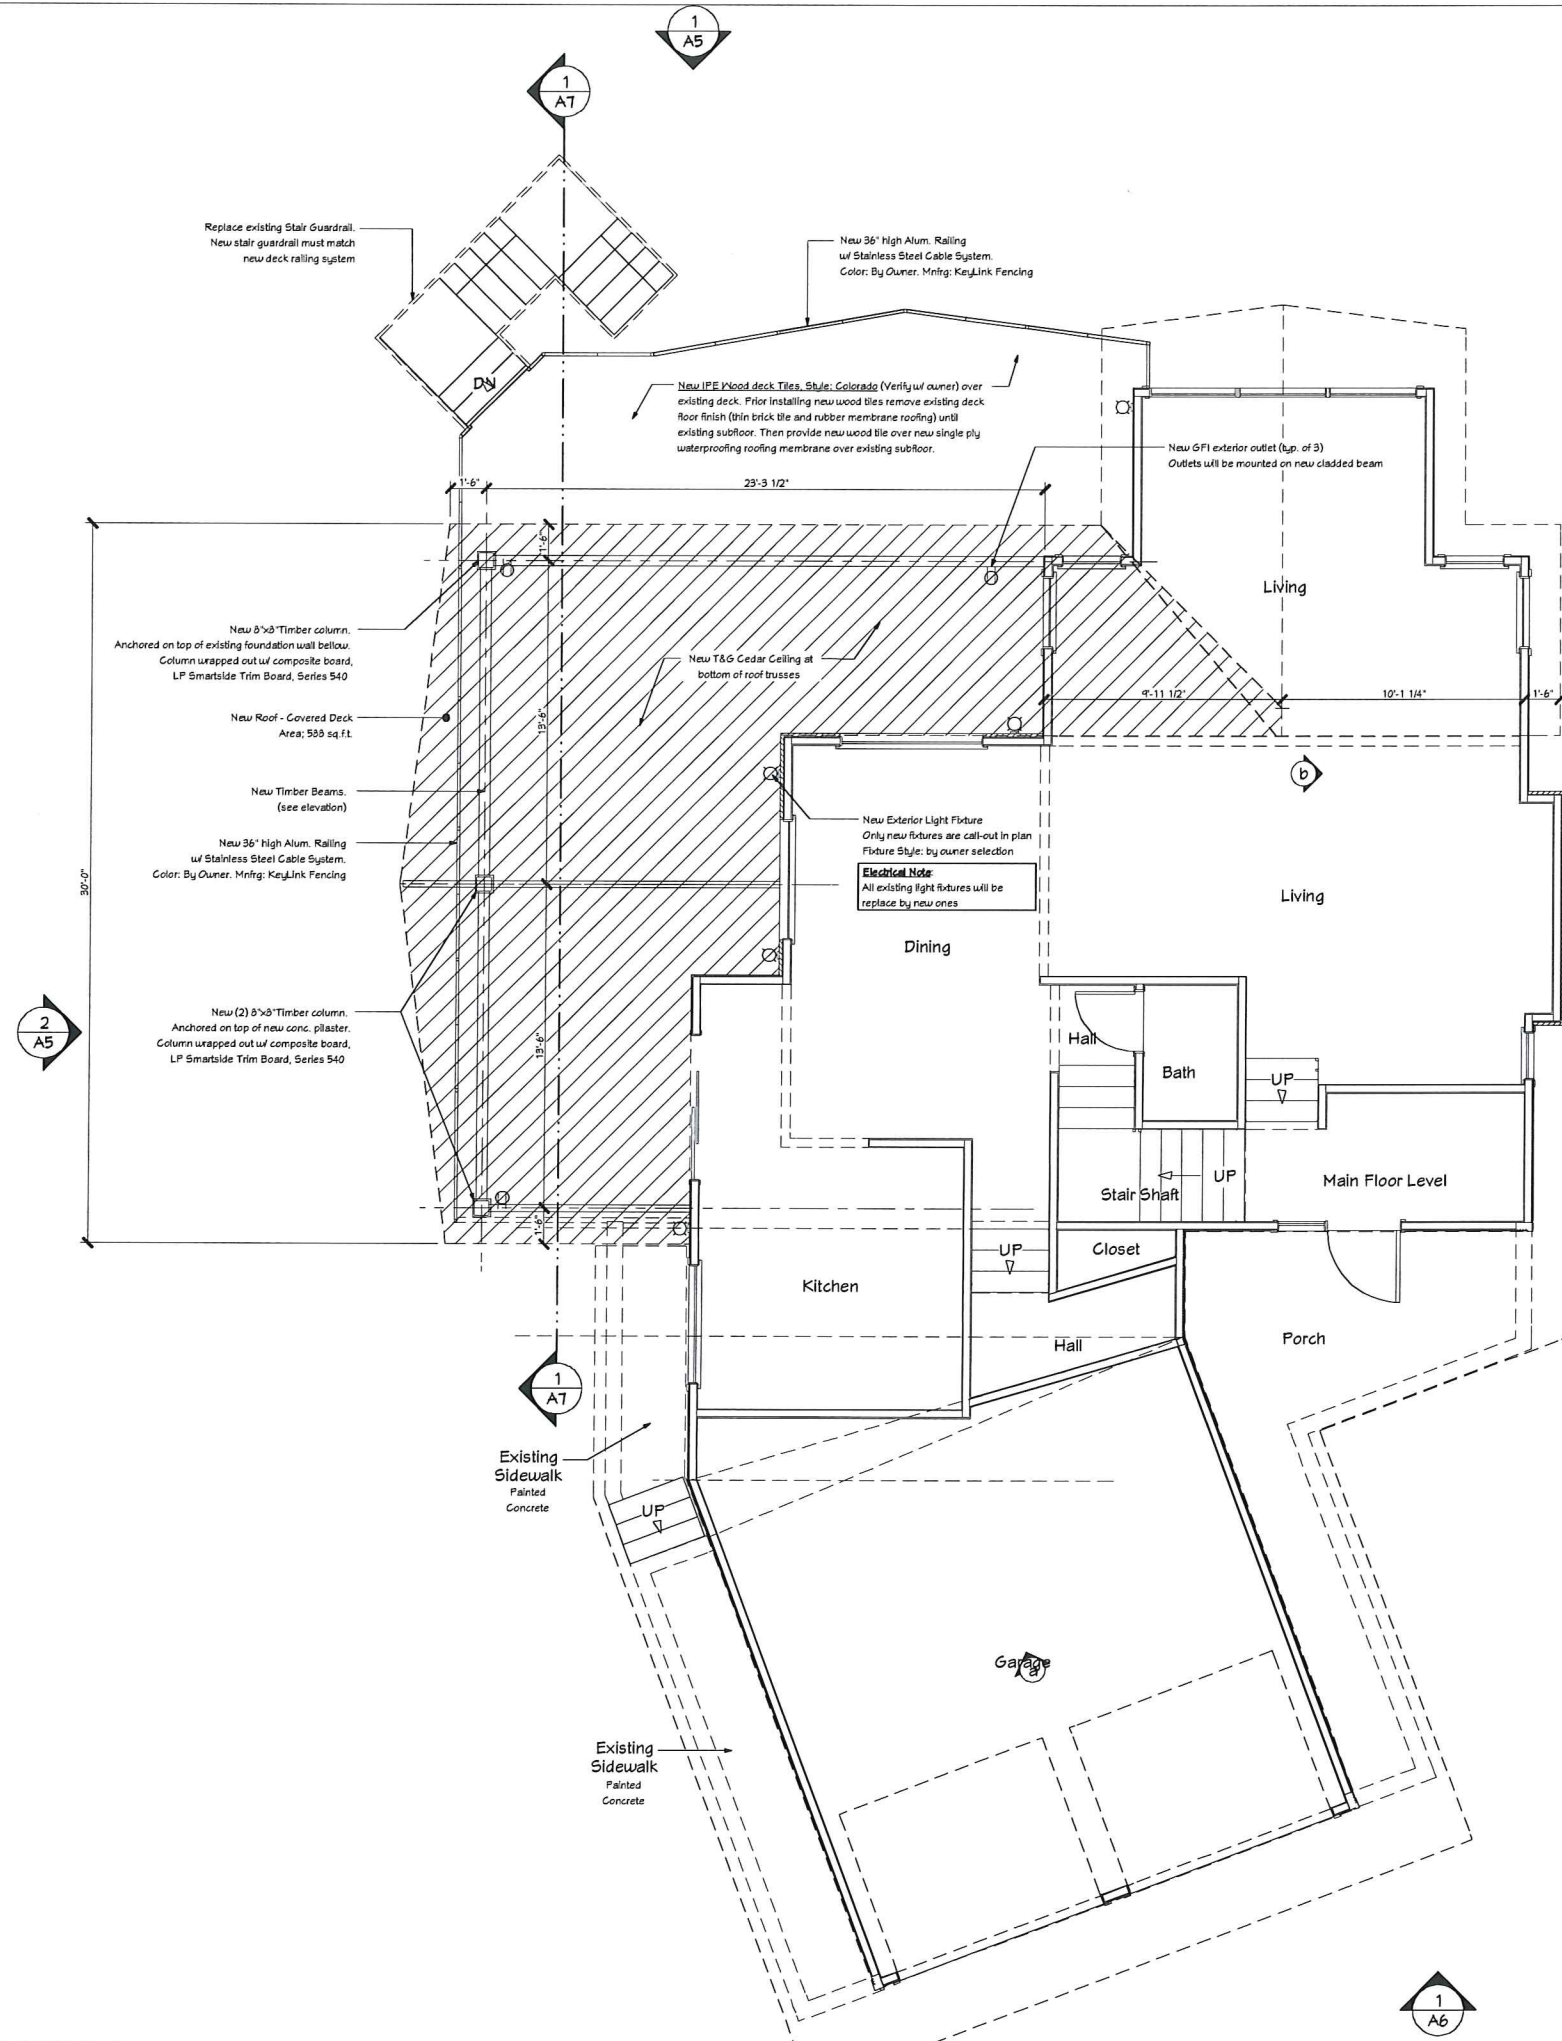 1
A5
1
A7
Replace existing Stair Guardrail.
New stair guardrail must match
new deck railing system
New 36" high Alum. Railing
w/ Stainless Steel Cable System.
Color: By Owner. Mnfrg: KeyLink Fencing
DN
New IPE Wood deck Tiles, Style: Colorado (Verify w/ owner) over
existing deck. Prior installing new wood tiles remove existing deck
floor finish (thin brick tile and rubber membrane roofing) until
existing subfloor. Then provide new wood tile over new single ply
waterproofing roofing membrane over existing subfloor.
New GFI exterior outlet (typ. of 3)
Outlets will be mounted on new cladded beam
1'-6"
23'-3 1/2"
1'-6"
Living
New 8"x8"Timber column.
Anchored on top of existing foundation wall bellow.
Column wrapped out w/ composite board,
LP Smartside Trim Board, Series 540
New T&G Cedar Ceiling at
bottom of roof trusses
9'-11 1/2"
10'-1 1/4"
1'-6"
New Roof - Covered Deck
Area; 588 sq.f.t.
13'-6"
b
New Timber Beams.
(see elevation)
New Exterior Light Fixture
Only new fixtures are call-out in plan
Fixture Style: by owner selection
Electrical Note:
All existing light fixtures will be
replace by new ones
New 36" high Alum. Railing
w/ Stainless Steel Cable System.
Color: By Owner. Mnfrg: KeyLink Fencing
30'-0"
Living
Dining
2
A5
New (2) 8"x8"Timber column.
Anchored on top of new conc. pilaster.
Column wrapped out w/ composite board,
LP Smartside Trim Board, Series 540
13'-6"
Hall
Bath
UP
UP
Stair Shaft
Main Floor Level
1'-6"
UP
Closet
Kitchen
Hall
Porch
1
A7
Existing
Sidewalk
Painted
Concrete
UP
Garage
a
Existing
Sidewalk
Painted
Concrete
1
A6